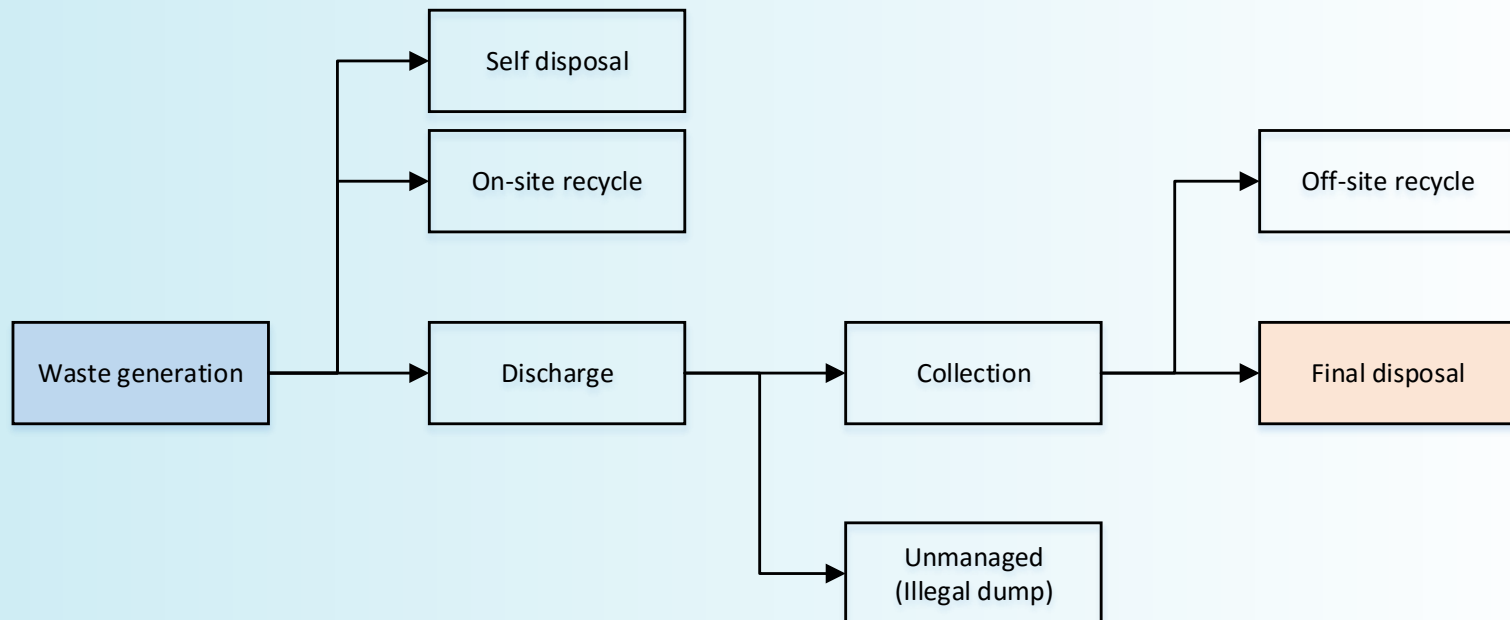 Self disposal
On-site recycle
Off-site recycle
Waste generation
Discharge
Collection
Final disposal
Unmanaged
(Illegal dump)